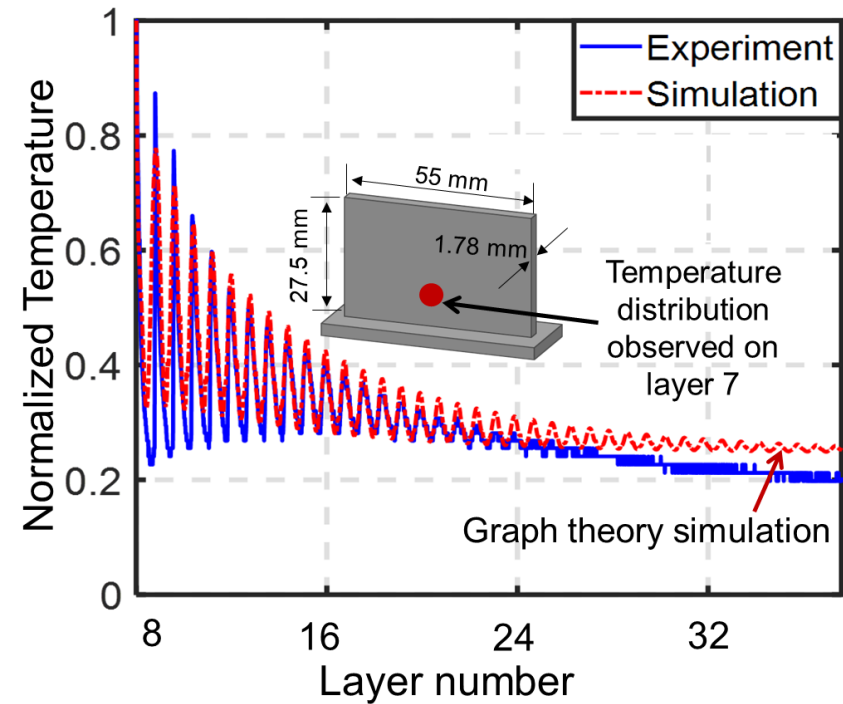 1
0.8
0.6
0.4
0.2
0
Normalized Temperature
Experiment
Simulation
55 mm
27.5 mm
1.78 mm
Temperature
distribution
observed on
layer 7
Graph theory simulation
8
16
24
32
Layer number